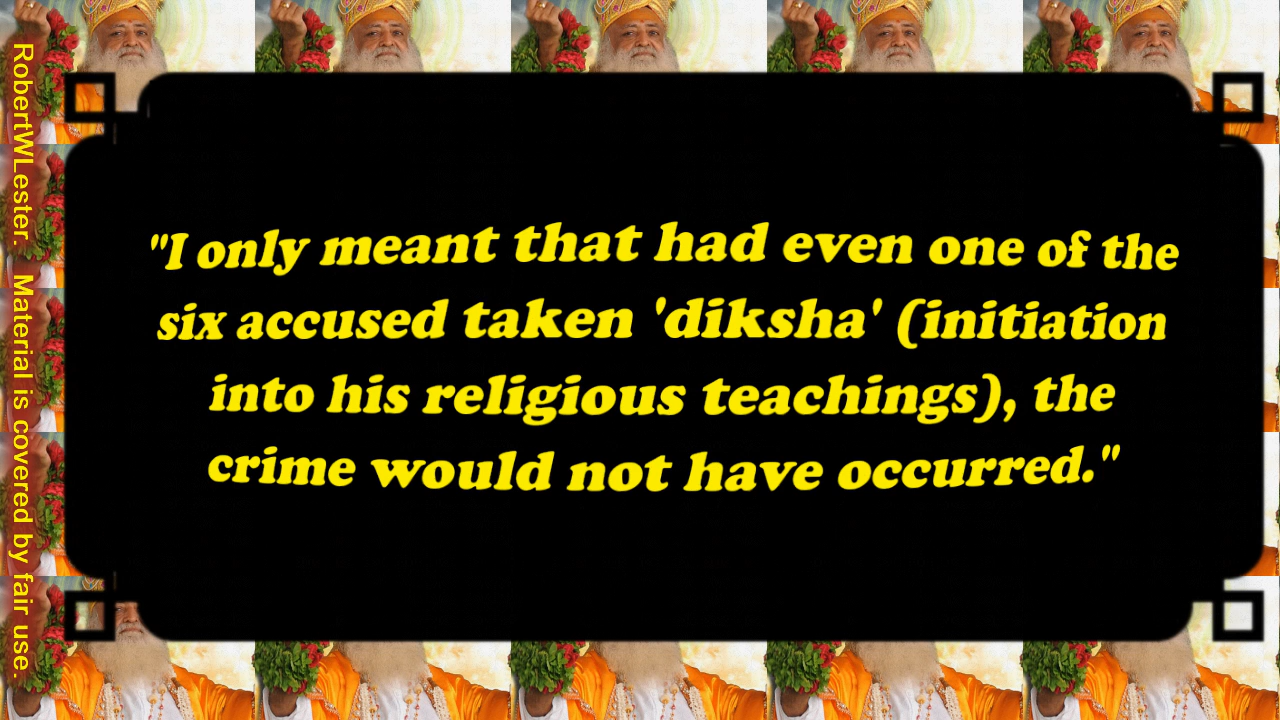 RobertWLester. Material is covered by fair use.
"I only meant that had even one of the
six accused taken 'diksha' (initiation
into his religious teachings), the
crime would not have occurred."